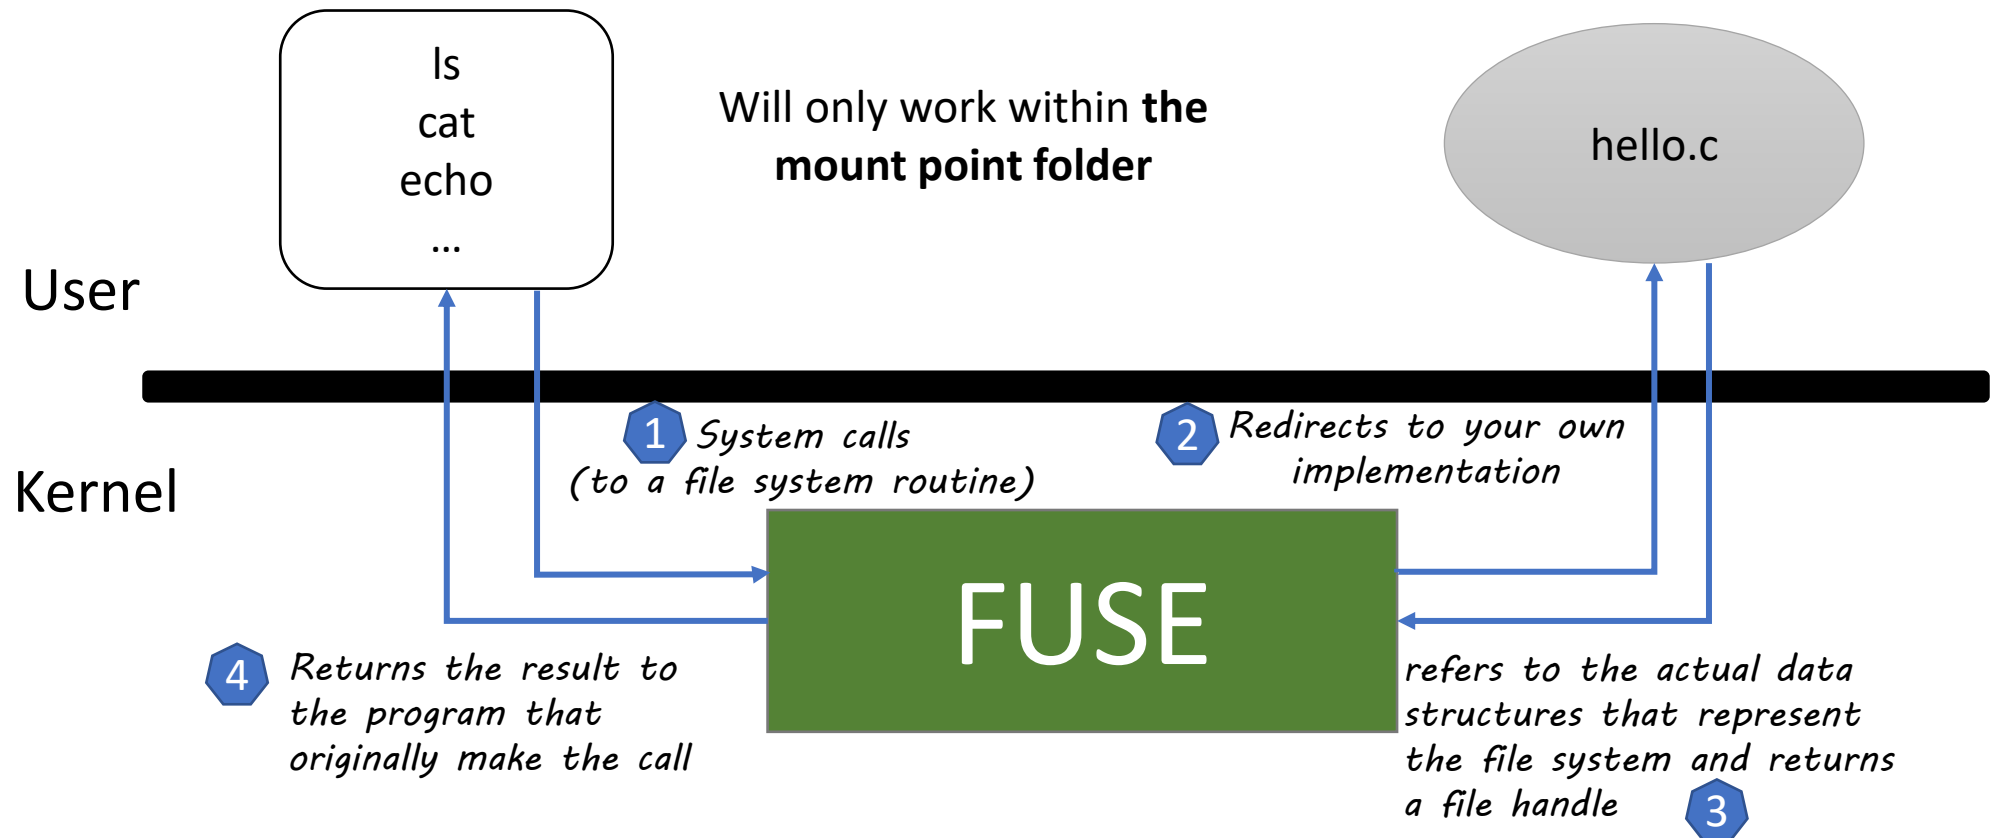 ls
cat
echo
...
Will only work within the
mount point folder
hello.c
User
Kernel
1 System calls
(to a file system routine)
2 Redirects to your own
implementation
FUSE
4 Returns the result to
the program that
originally make the call
refers to the actual data
structures that represent
the file system and returns
a file handle 3